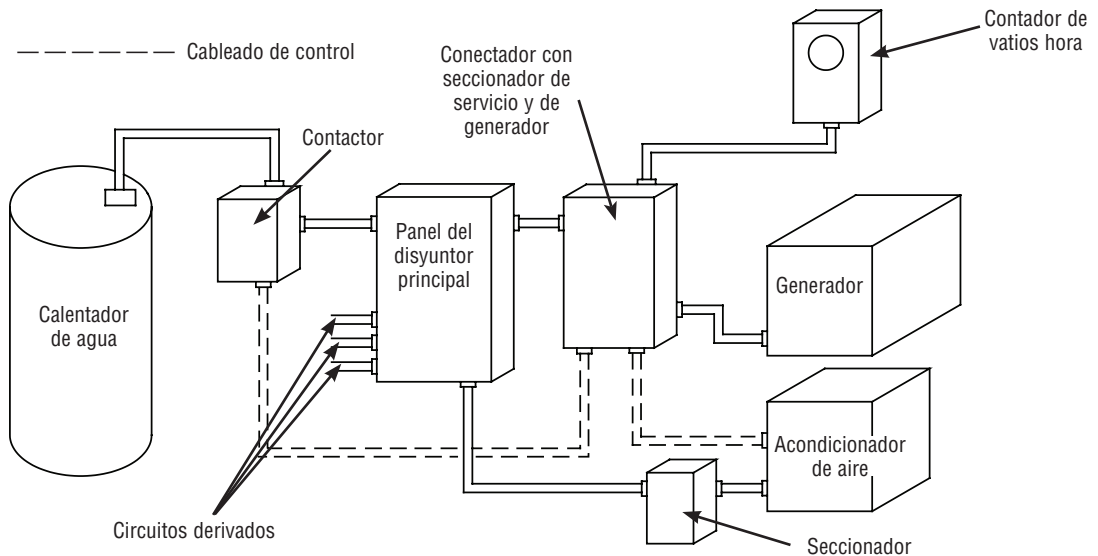 Cableado de control
Conectador con
seccionador de
servicio y de
generador
Contador de
vatios hora
Contactor
Panel del
disyuntor
principal
Generador
Calentador
de agua
Acondicionador
de aire
Circuitos derivados
Seccionador